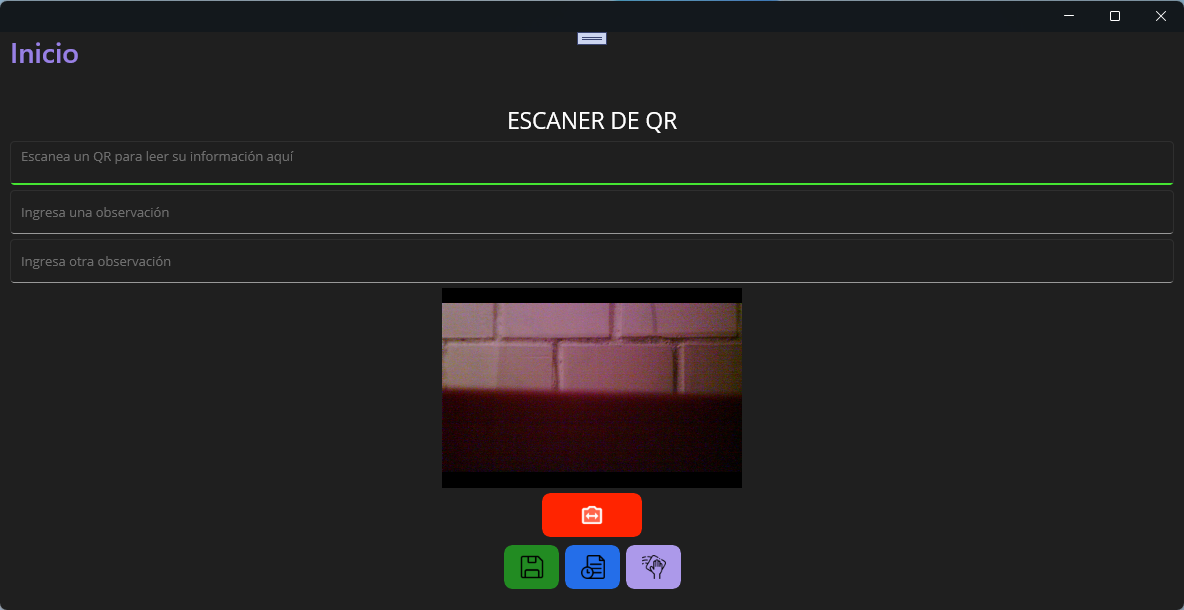 Inicio
ESCANER DE QR
Escanea un QR para leer su información aquí
Ingresa una observación
Ingresa otra observación